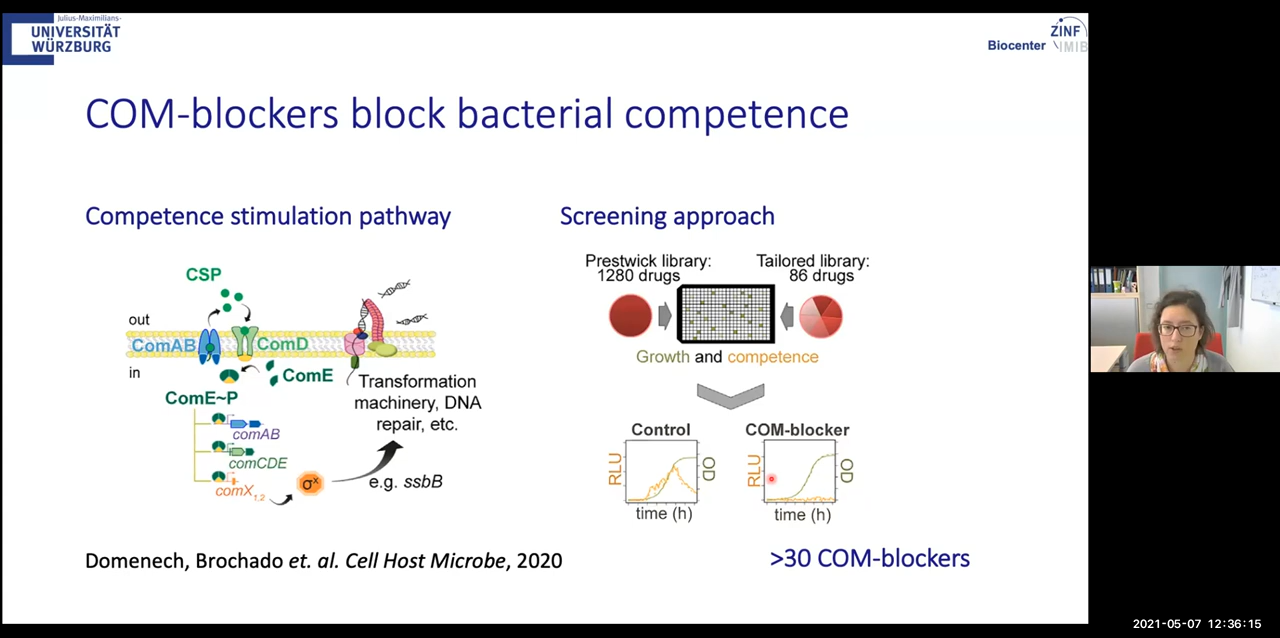 Julius-Maximilians-
UNIVERSITÄT
WÜRZBURG
ZiNF
Biocenter
IMIB
COM-blockers block bacterial competence
Competence stimulation pathway
Screening approach
CSP
out
ComAB
ComD
in
ComE
ComE~P
comAB
comCDE
comX1,2
σx
Transformation
machinery, DNA
repair, etc.
e.g. ssbB
Prestwick library:
1280 drugs
Tailored library:
86 drugs
Growth and competence
Control
COM-blocker
RLU
OD
RLU
OD
time (h)
time (h)
Domenech, Brochado et. al. Cell Host Microbe, 2020
>30 COM-blockers
2021-05-07 12:36:15